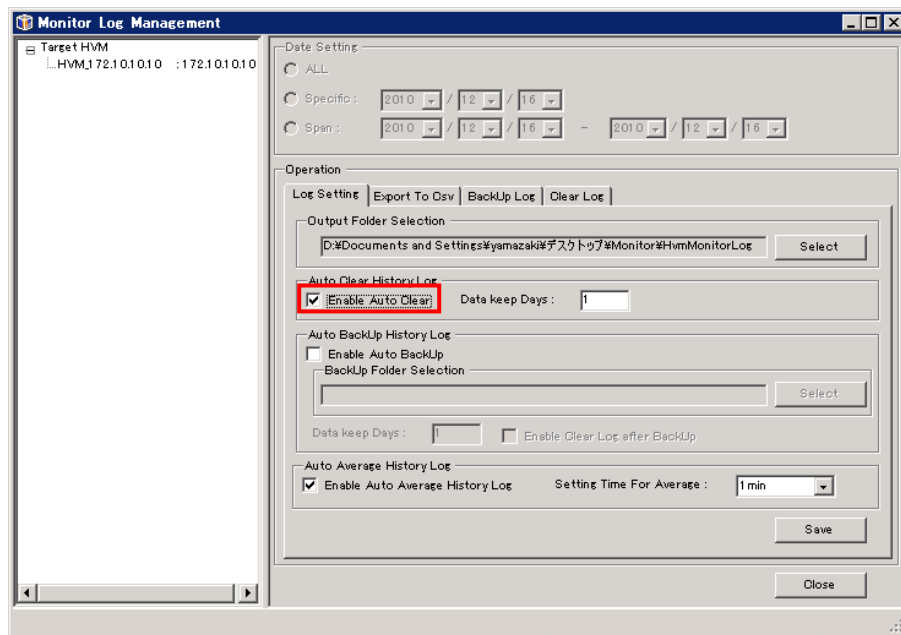 Monitor Log Management
Target HVM
HVM_172.10.10.10 : 172.10.10.10
Date Setting
ALL
Specific : 2010 / 12 / 16
Span : 2010 / 12 / 16 - 2010 / 12 / 16
Operation
Log Setting Export To Csv BackUp Log Clear Log
Output Folder Selection
D:¥Documents and Settings¥yamazaki¥デスクトップ¥Monitor¥HvmMonitorLog Select
Auto Clear History Log
Enable Auto Clear Data keep Days : 1
Auto BackUp History Log
Enable Auto BackUp
BackUp Folder Selection
Select
Data keep Days : 1 Enable Clear Log after BackUp
Auto Average History Log
Enable Auto Average History Log Setting Time For Average : 1 min
Save
Close